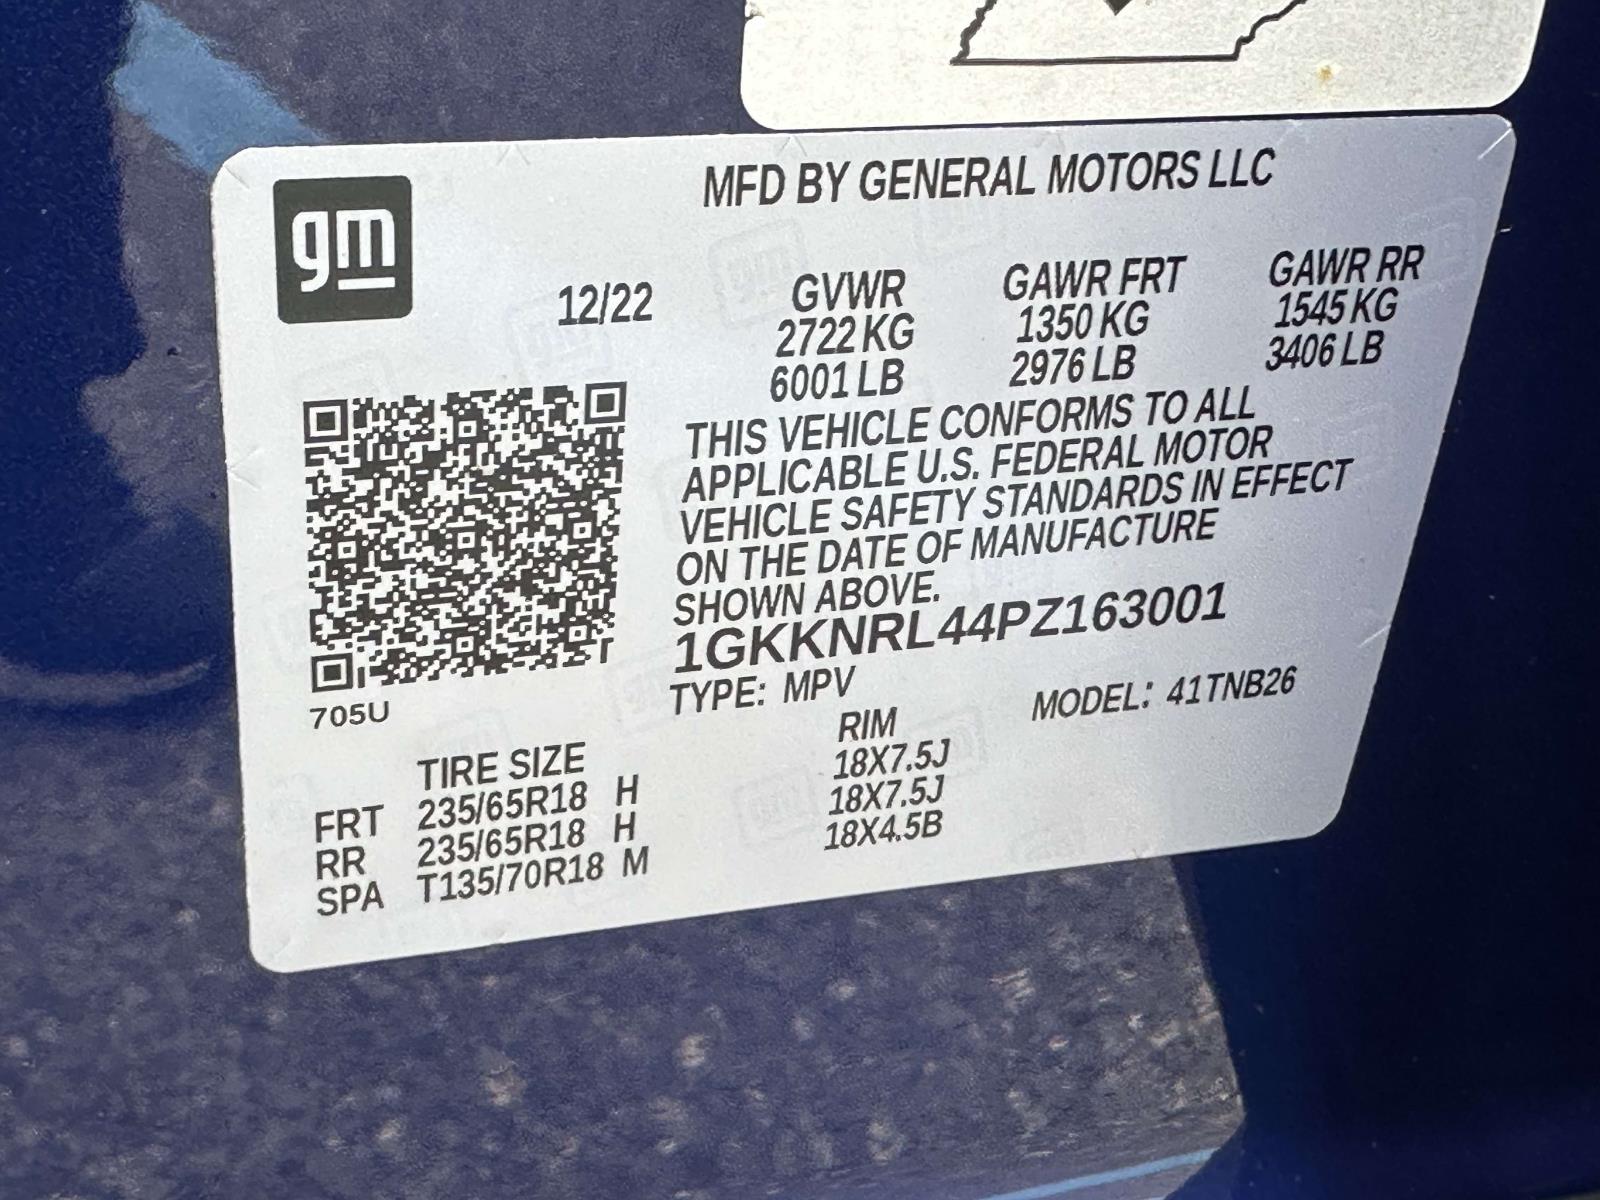 gm
MFD BY GENERAL MOTORS LLC
12/22 GVWR GAWR FRT GAWR RR
2722 KG 1350 KG 1545 KG
6001 LB 2976 LB 3406 LB
THIS VEHICLE CONFORMS TO ALL
APPLICABLE U.S. FEDERAL MOTOR
VEHICLE SAFETY STANDARDS IN EFFECT
ON THE DATE OF MANUFACTURE
SHOWN ABOVE.
1GKKNRL44PZ163001
TYPE: MPV MODEL: 41TNB26
705U
TIRE SIZE RIM
FRT 235/65R18 H 18X7.5J
RR 235/65R18 H 18X7.5J
SPA T135/70R18 M 18X4.5B